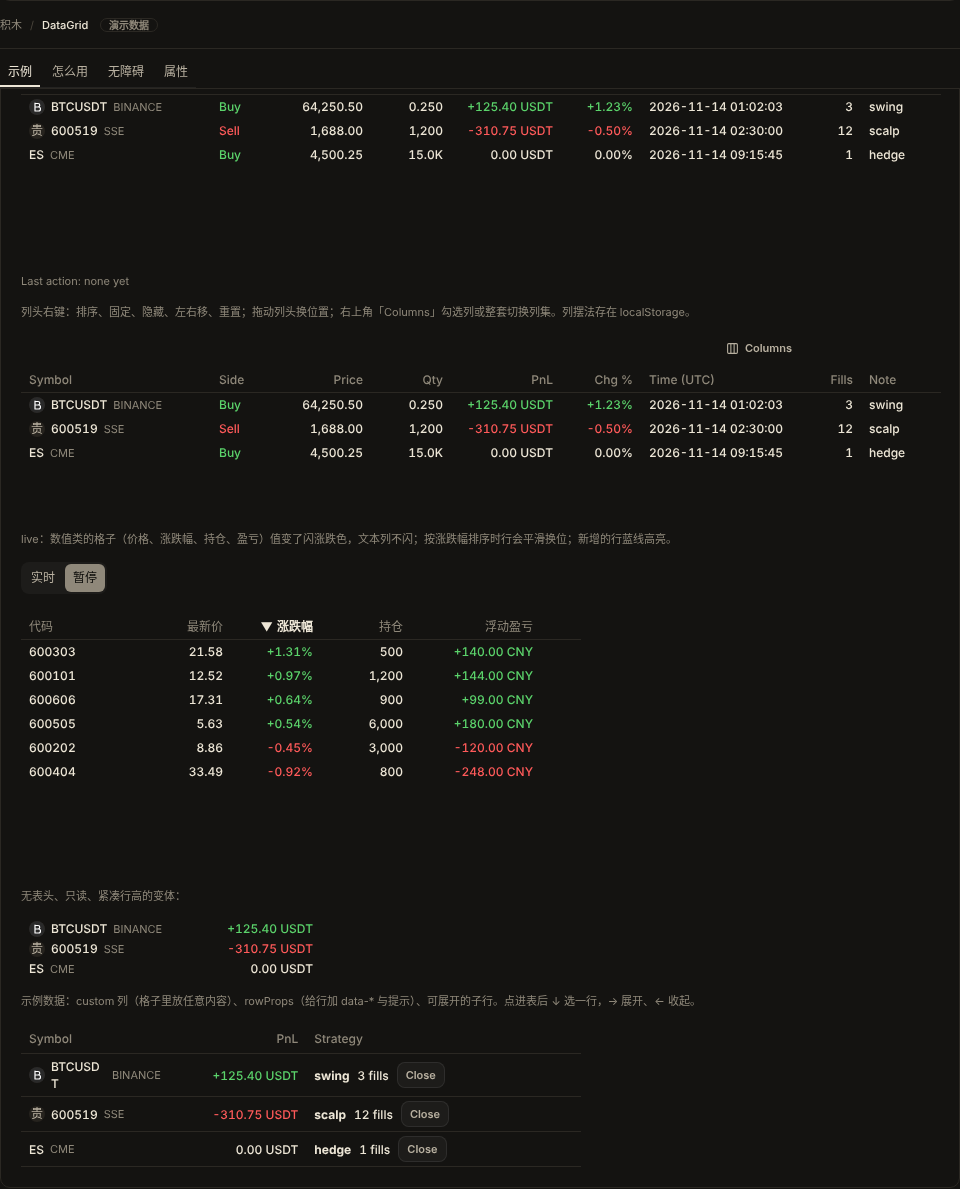 积木 / DataGrid 演示数据
示例 怎么用 无障碍 属性
B BTCUSDT BINANCE Buy 64,250.50 0.250 +125.40 USDT +1.23% 2026-11-14 01:02:03 3 swing
贵 600519 SSE Sell 1,688.00 1,200 -310.75 USDT -0.50% 2026-11-14 02:30:00 12 scalp
ES CME Buy 4,500.25 15.0K 0.00 USDT 0.00% 2026-11-14 09:15:45 1 hedge
Last action: none yet
列头右键：排序、固定、隐藏、左右移、重置；拖动列头换位置；右上角「Columns」勾选列或整套切换列集。列摆法存在 localStorage。
Columns
Symbol Side Price Qty PnL Chg % Time (UTC) Fills Note
B BTCUSDT BINANCE Buy 64,250.50 0.250 +125.40 USDT +1.23% 2026-11-14 01:02:03 3 swing
贵 600519 SSE Sell 1,688.00 1,200 -310.75 USDT -0.50% 2026-11-14 02:30:00 12 scalp
ES CME Buy 4,500.25 15.0K 0.00 USDT 0.00% 2026-11-14 09:15:45 1 hedge
live：数值类的格子（价格、涨跌幅、持仓、盈亏）值变了闪涨跌色，文本列不闪；按涨跌幅排序时行会平滑换位；新增的行蓝线高亮。
实时 暂停
代码 最新价 ▼ 涨跌幅 持仓 浮动盈亏
600303 21.58 +1.31% 500 +140.00 CNY
600101 12.52 +0.97% 1,200 +144.00 CNY
600606 17.31 +0.64% 900 +99.00 CNY
600505 5.63 +0.54% 6,000 +180.00 CNY
600202 8.86 -0.45% 3,000 -120.00 CNY
600404 33.49 -0.92% 800 -248.00 CNY
无表头、只读、紧凑行高的变体：
B BTCUSDT BINANCE +125.40 USDT
贵 600519 SSE -310.75 USDT
ES CME 0.00 USDT
示例数据：custom 列（格子里放任意内容）、rowProps（给行加 data-* 与提示）、可展开的子行。点进表后 ↓ 选一行，→ 展开、← 收起。
Symbol PnL Strategy
B BTCUSD
T BINANCE +125.40 USDT swing 3 fills Close
贵 600519 SSE -310.75 USDT scalp 12 fills Close
ES CME 0.00 USDT hedge 1 fills Close